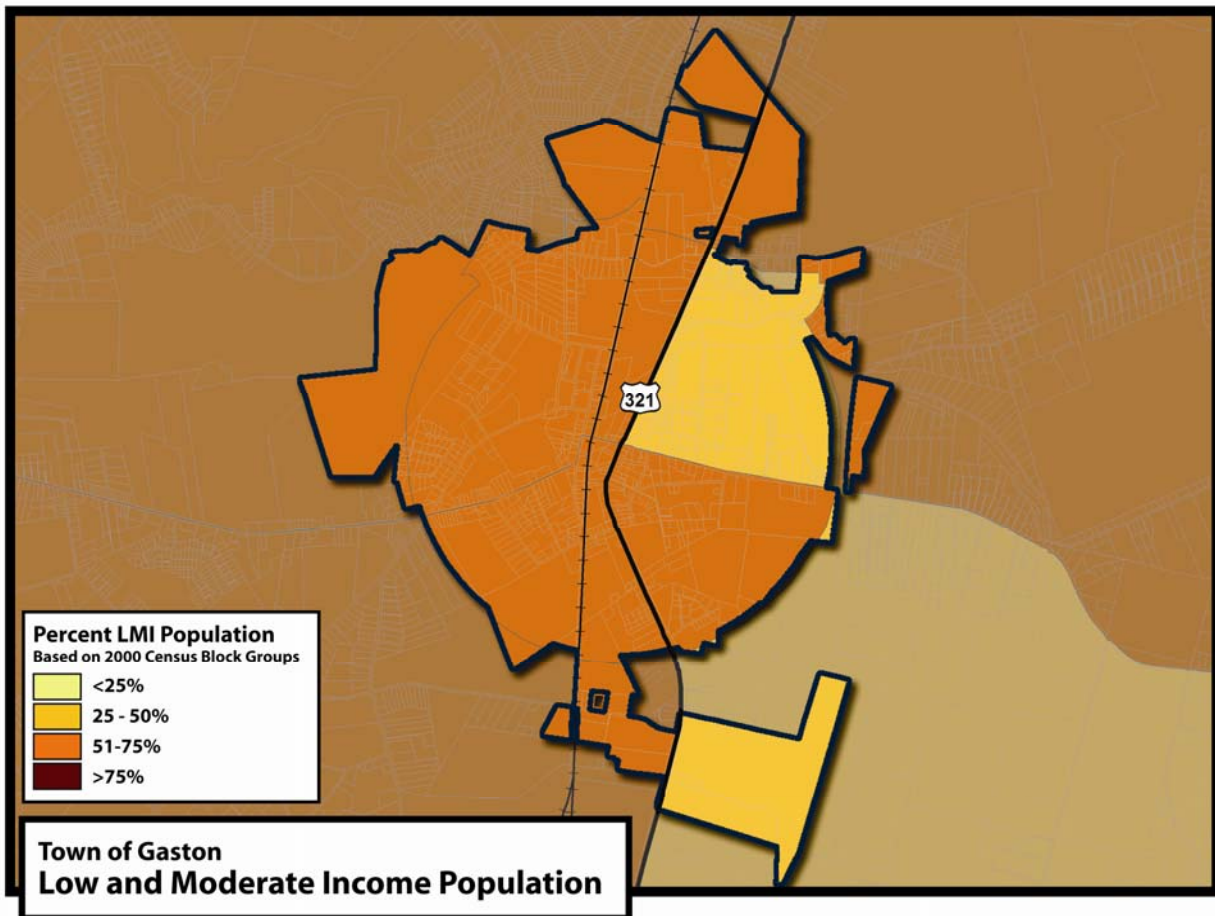 321
Percent LMI Population
Based on 2000 Census Block Groups
<25%
25 - 50%
51-75%
>75%
Town of Gaston
Low and Moderate Income Population